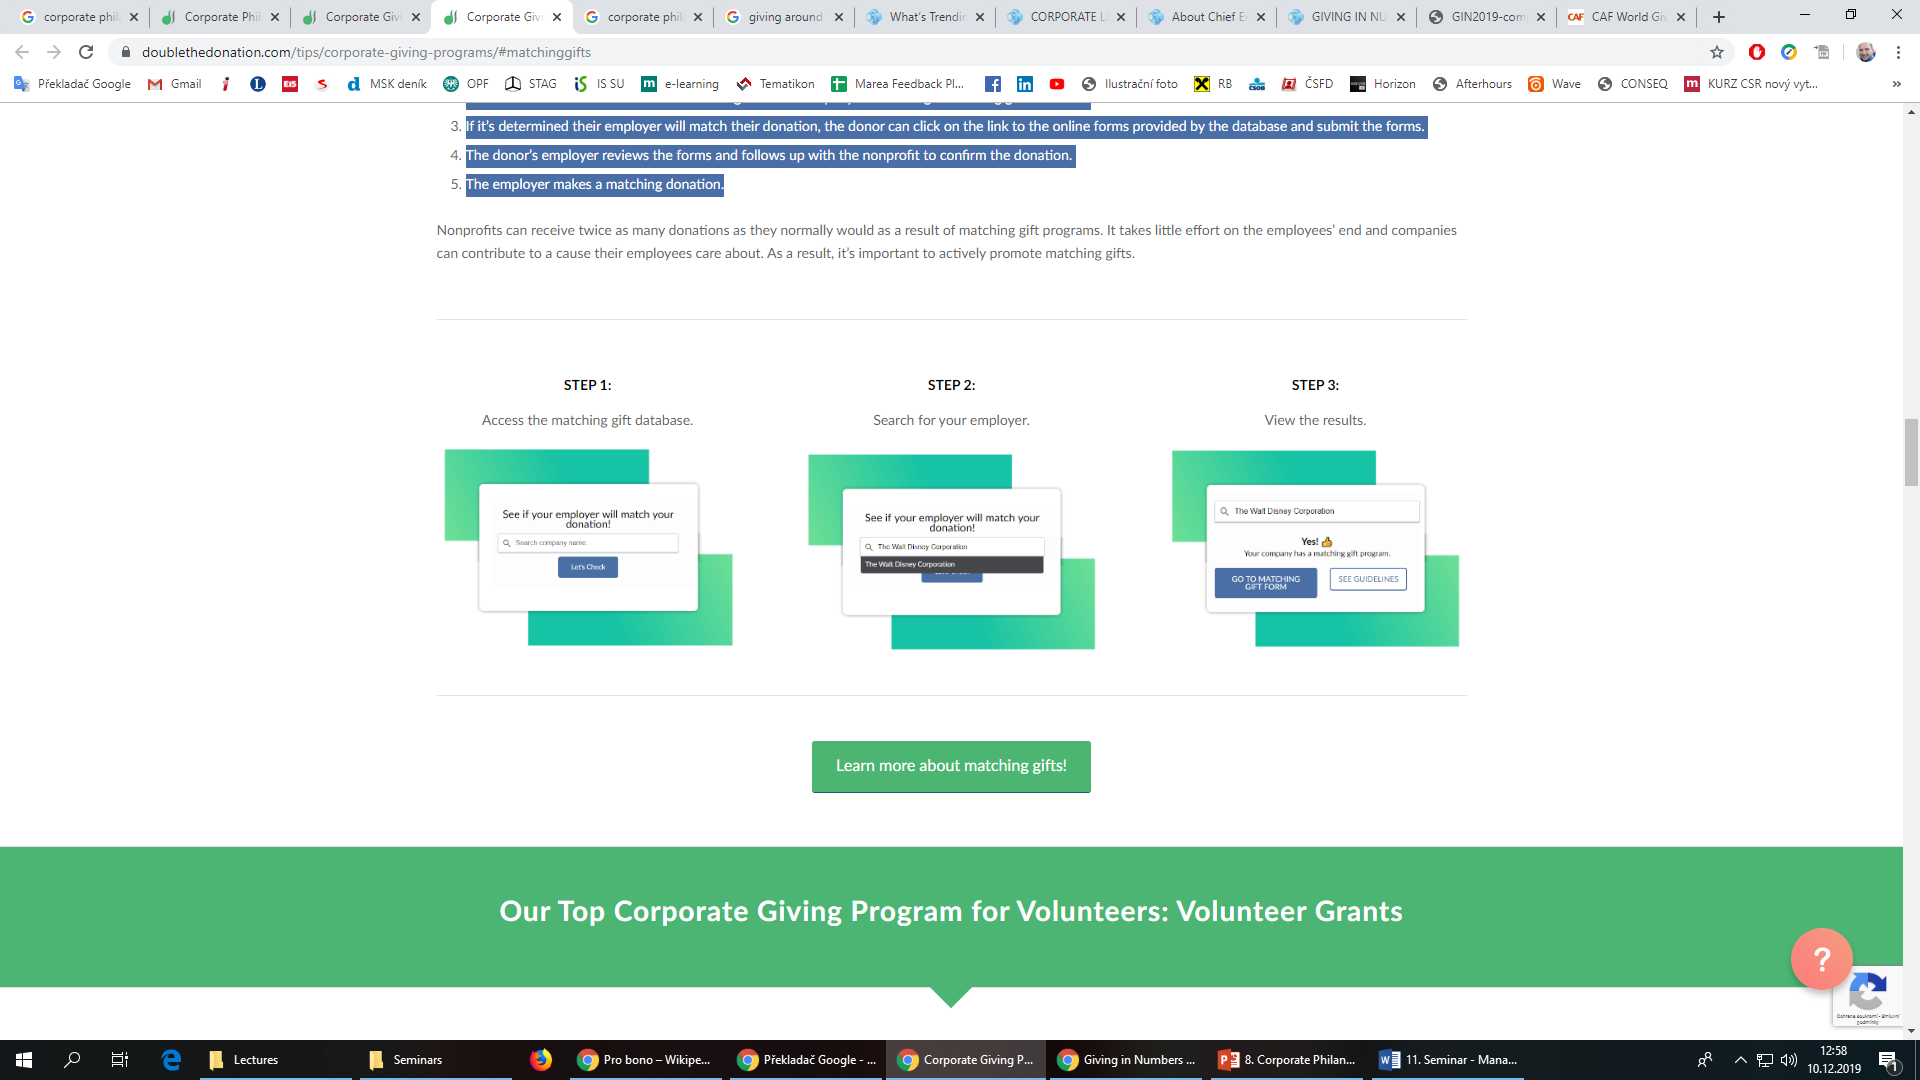 corporate phil
Corporate Phil
Corporate Givi
Corporate Givi
corporate phil
giving around
What's Trendin
CORPORATE L
About Chief E
GIVING IN NU
GIN2019-com
CAF World Giv
doublethedonation.com/tips/corporate-giving-programs/#matchinggifts
Překladač Google
Gmail
MSK deník
OPF
STAG
IS SU
e-learning
Tematikon
Marea Feedback Pl...
Ilustrační foto
RB
ČSFD
Horizon
Afterhours
Wave
CONSEQ
KURZ CSR nový vyt...
3. If it's determined their employer will match their donation, the donor can click on the link to the online forms provided by the database and submit the forms.
4. The donor's employer reviews the forms and follows up with the nonprofit to confirm the donation.
5. The employer makes a matching donation.
Nonprofits can receive twice as many donations as they normally would as a result of matching gift programs. It takes little effort on the employees' end and companies
can contribute to a cause their employees care about. As a result, it's important to actively promote matching gifts.
STEP 1:
Access the matching gift database.
See if your employer will match your
donation!
Search company name
Let's Check
STEP 2:
Search for your employer.
See if your employer will match your
donation!
The Walt Disney Corporation
The Walt Disney Corporation
STEP 3:
View the results.
The Walt Disney Corporation
Yes!
Your company has a matching gift program.
GO TO MATCHING
GIFT FORM
SEE GUIDELINES
Learn more about matching gifts!
Our Top Corporate Giving Program for Volunteers: Volunteer Grants
?
Ochrana soukromí - Smluvní
podmínky
Lectures
Seminars
Pro bono – Wikipe...
Překladač Google - ...
Corporate Giving P...
Giving in Numbers ...
8. Corporate Philan...
11. Seminar - Mana...
12:58
10.12.2019
1